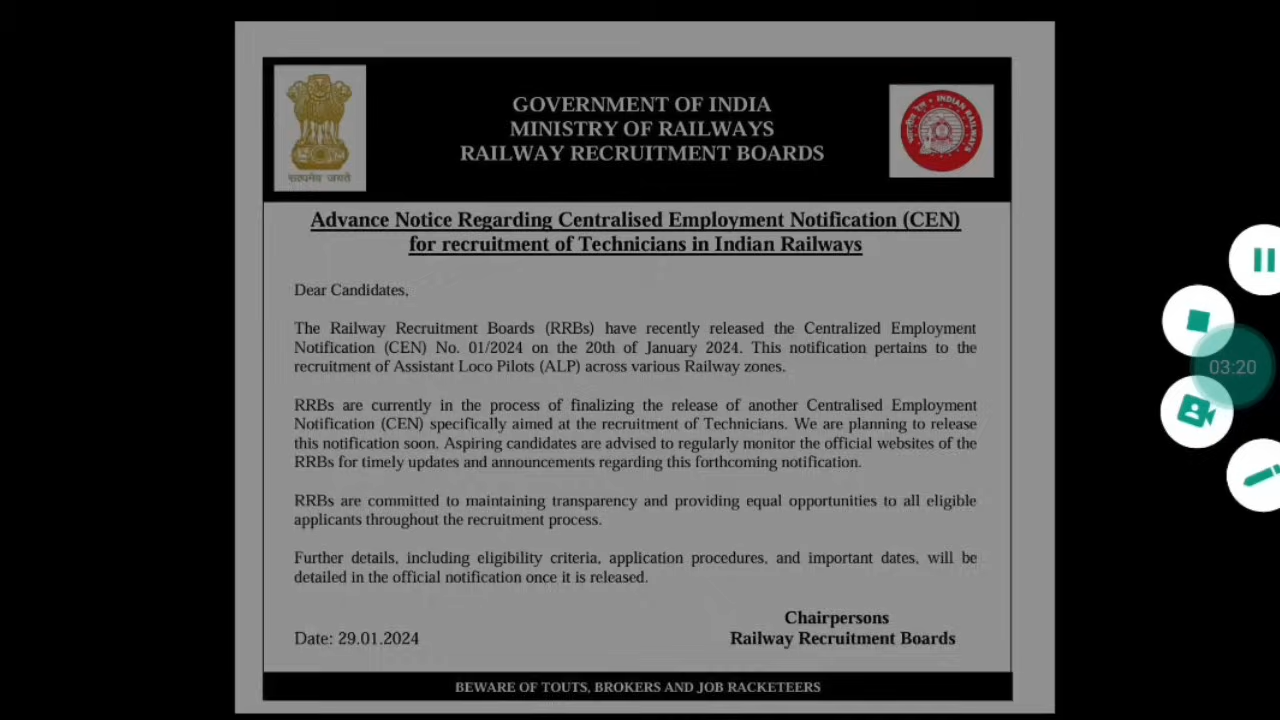 GOVERNMENT OF INDIA
MINISTRY OF RAILWAYS
RAILWAY RECRUITMENT BOARDS
सत्यमेव जयते
भारतीय रेल
INDIAN RAILWAYS
Advance Notice Regarding Centralised Employment Notification (CEN)
for recruitment of Technicians in Indian Railways
Dear Candidates,
The Railway Recruitment Boards (RRBs) have recently released the Centralized Employment
Notification (CEN) No. 01/2024 on the 20th of January 2024. This notification pertains to the
recruitment of Assistant Loco Pilots (ALP) across various Railway zones.
RRBs are currently in the process of finalizing the release of another Centralised Employment
Notification (CEN) specifically aimed at the recruitment of Technicians. We are planning to release
this notification soon. Aspiring candidates are advised to regularly monitor the official websites of the
RRBs for timely updates and announcements regarding this forthcoming notification.
RRBs are committed to maintaining transparency and providing equal opportunities to all eligible
applicants throughout the recruitment process.
Further details, including eligibility criteria, application procedures, and important dates, will be
detailed in the official notification once it is released.
Chairpersons
Date: 29.01.2024 Railway Recruitment Boards
BEWARE OF TOUTS, BROKERS AND JOB RACKETEERS
03:20